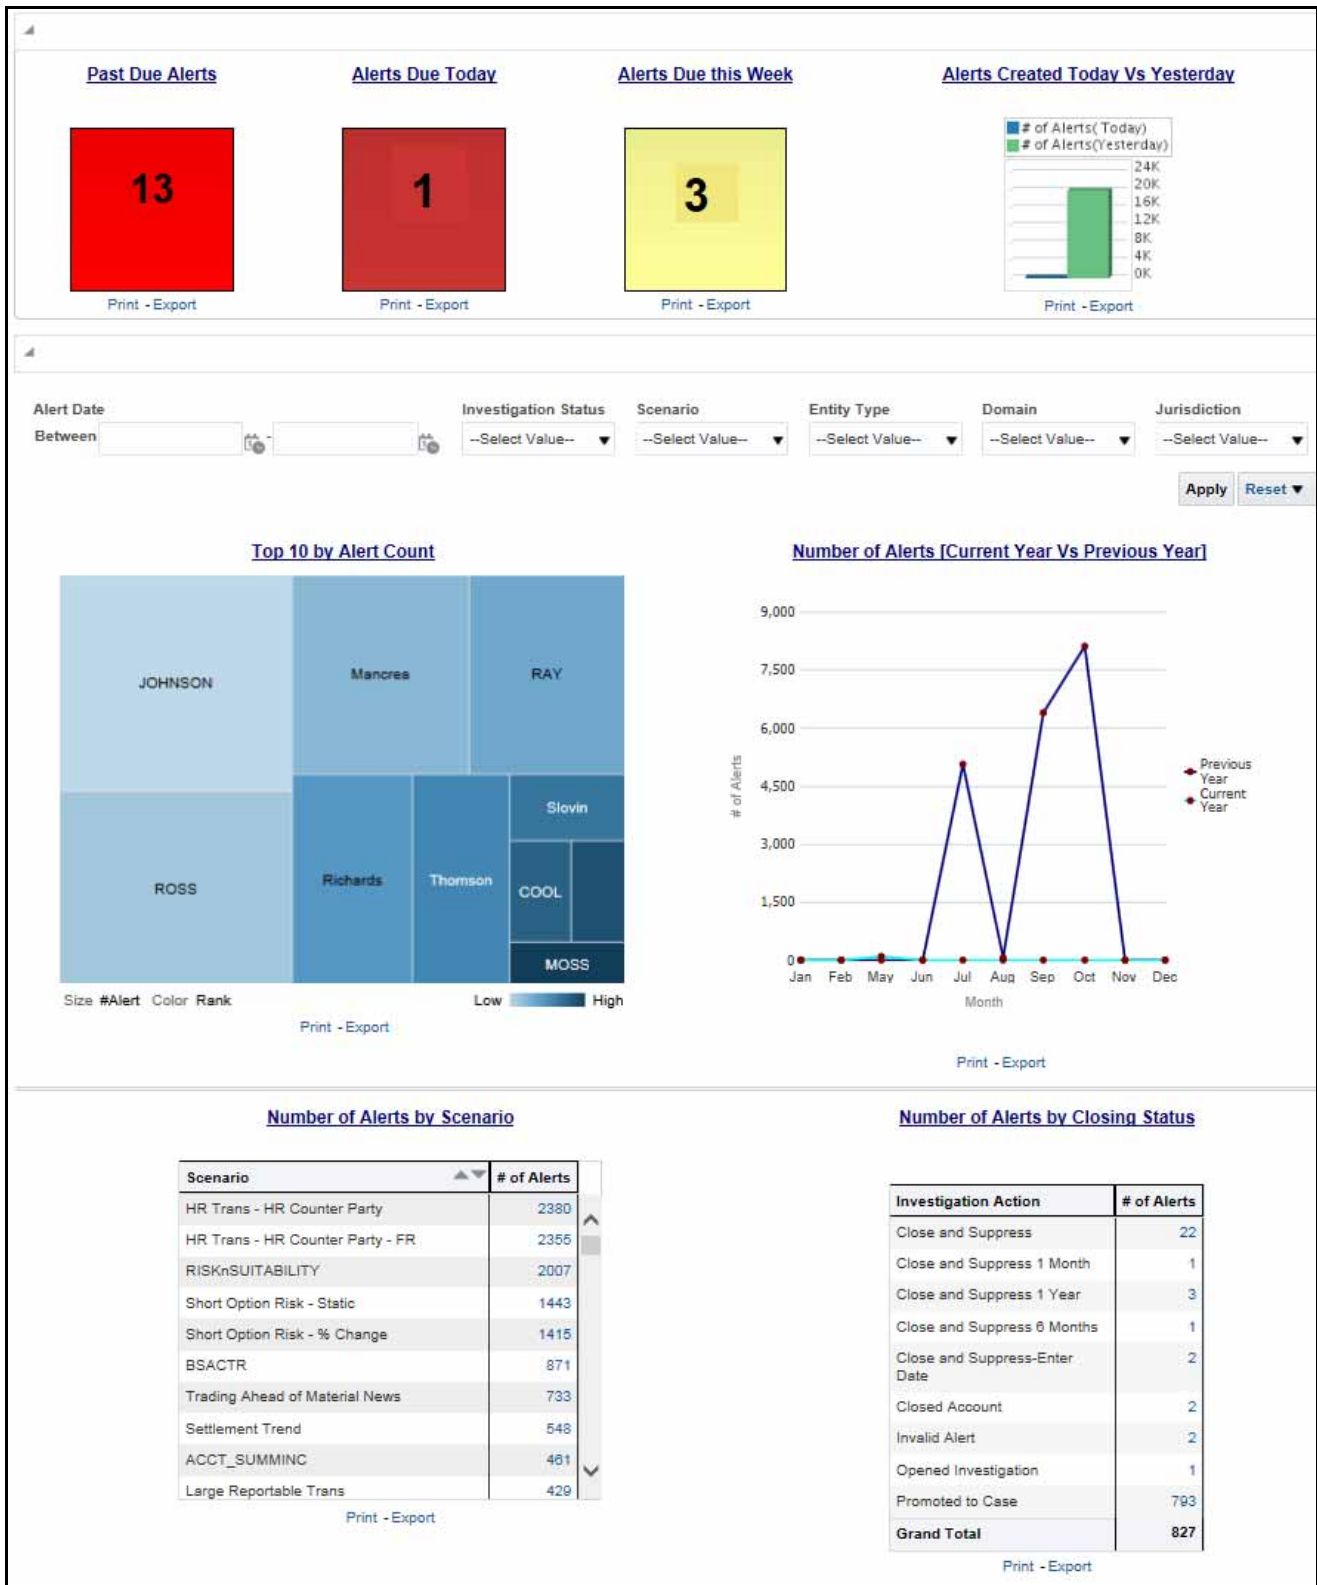 Past Due Alerts
Alerts Due Today
Alerts Due this Week
Alerts Created Today Vs Yesterday
13
1
3
# of Alerts( Today)
# of Alerts(Yesterday)
24K
20K
16K
12K
8K
4K
0K
Print - Export
Print - Export
Print - Export
Print - Export
Alert Date
Between
-
Investigation Status
--Select Value--
Scenario
--Select Value--
Entity Type
--Select Value--
Domain
--Select Value--
Jurisdiction
--Select Value--
Apply
Reset
Top 10 by Alert Count
JOHNSON
Mancrea
RAY
ROSS
Richards
Thomson
Slovin
COOL
MOSS
Size #Alert Color Rank
Low
High
Print - Export
Number of Alerts [Current Year Vs Previous Year]
9,000
7,500
6,000
4,500
3,000
1,500
0
# of Alerts
Jan Feb May Jun Jul Aug Sep Oct Nov Dec
Month
Previous
Year
Current
Year
Print - Export
Number of Alerts by Scenario
Scenario # of Alerts
HR Trans - HR Counter Party 2380
HR Trans - HR Counter Party - FR 2355
RISKnSUITABILITY 2007
Short Option Risk - Static 1443
Short Option Risk - % Change 1415
BSACTR 871
Trading Ahead of Material News 733
Settlement Trend 548
ACCT_SUMMINC 461
Large Reportable Trans 429
Print - Export
Number of Alerts by Closing Status
Investigation Action # of Alerts
Close and Suppress 22
Close and Suppress 1 Month 1
Close and Suppress 1 Year 3
Close and Suppress 6 Months 1
Close and Suppress-Enter 2
Date
Closed Account 2
Invalid Alert 2
Opened Investigation 1
Promoted to Case 793
Grand Total 827
Print - Export